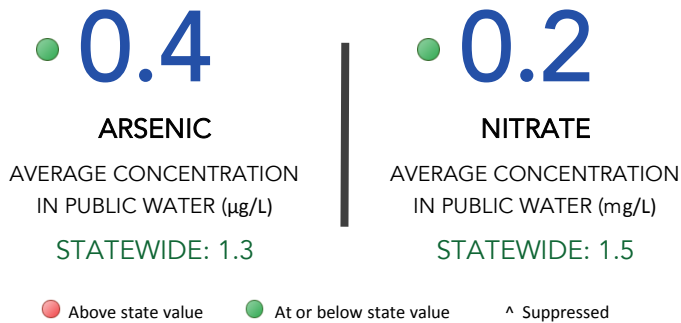 0.4
ARSENIC
AVERAGE CONCENTRATION
IN PUBLIC WATER (µg/L)
STATEWIDE: 1.3
0.2
NITRATE
AVERAGE CONCENTRATION
IN PUBLIC WATER (mg/L)
STATEWIDE: 1.5
Above state value At or below state value ^ Suppressed